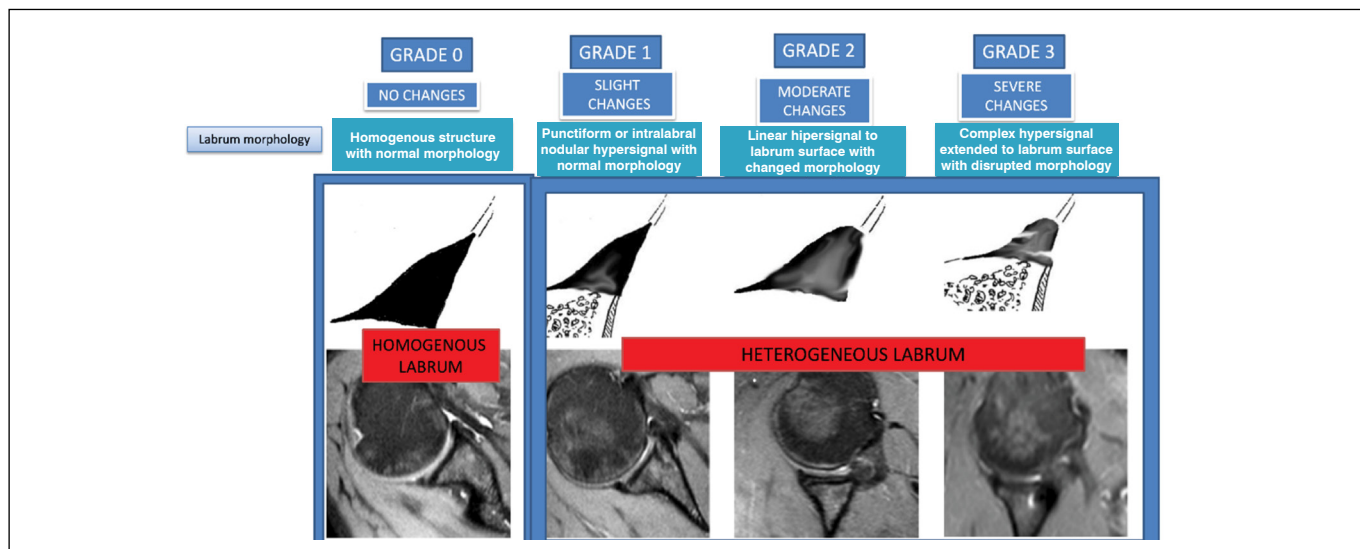 GRADE 0
GRADE 1
GRADE 2
GRADE 3
NO CHANGES
SLIGHT
CHANGES
MODERATE
CHANGES
SEVERE
CHANGES
Labrum morphology
Homogenous structure
with normal morphology
Punctiform or intralabral
nodular hypersignal with
normal morphology
Linear hipersignal to
labrum surface with
changed morphology
Complex hypersignal
extended to labrum surface
with disrupted morphology
HOMOGENOUS
LABRUM
HETEROGENEOUS LABRUM